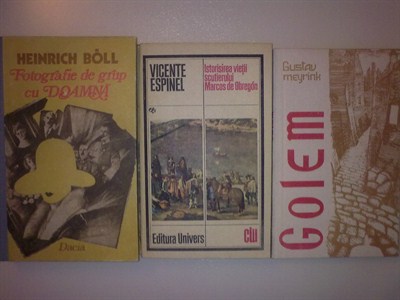 HEINRICH BÖLL
Fotografie de grup
cu DOAMNĂ
Dacia
VICENTE
ESPINEL
Istorisirea vieții
scutierului
Marcos de Obregón
Editura Univers
Gustav
meyrink
Golem